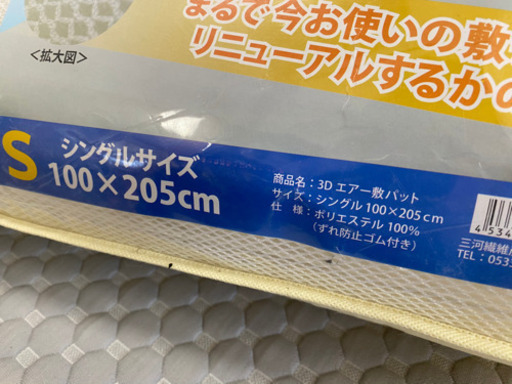 まるで今お使いの敷
リニューアルするかの
<拡大図>
S シングルサイズ
100×205cm
商品名：3D エアー敷パット
サイズ：シングル 100×205cm
仕　様：ポリエステル 100%
（ずれ防止ゴム付き）
4 534
三河繊維
TEL：053